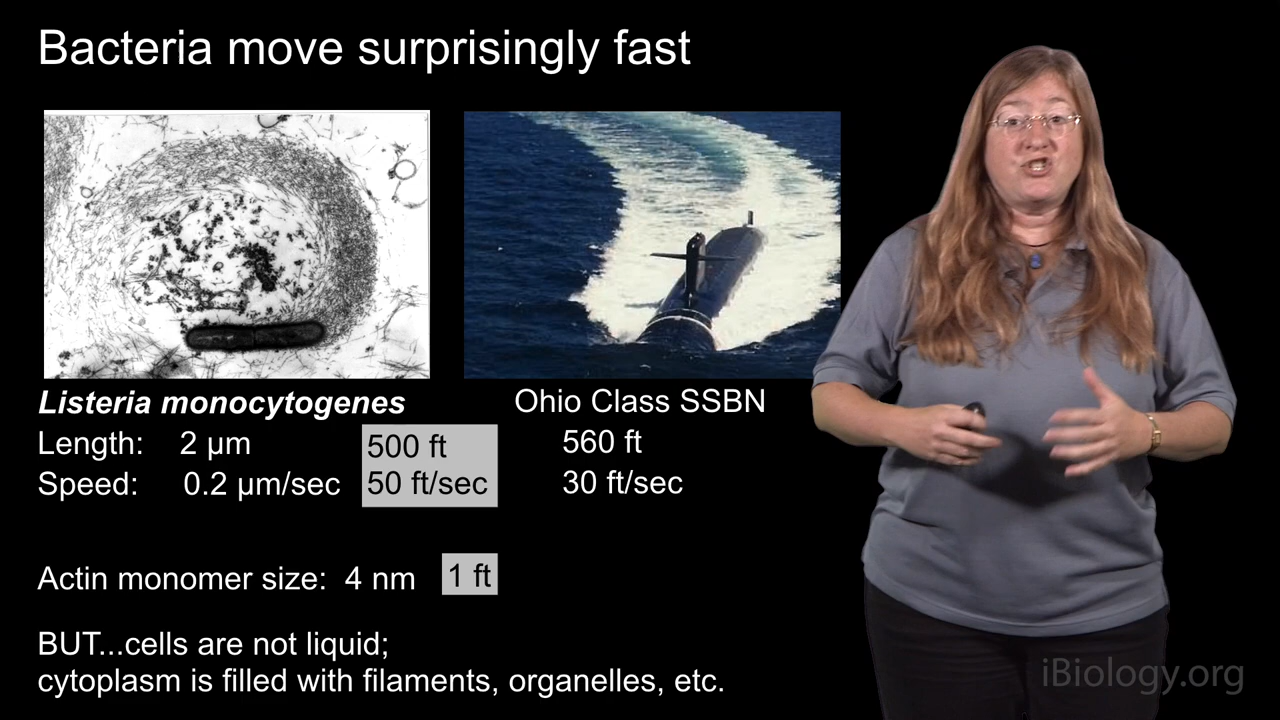 Bacteria move surprisingly fast
Listeria monocytogenes
Length: 2 μm 500 ft
Speed: 0.2 μm/sec 50 ft/sec
Ohio Class SSBN
560 ft
30 ft/sec
Actin monomer size: 4 nm 1 ft
BUT...cells are not liquid;
cytoplasm is filled with filaments, organelles, etc.
iBiology.org